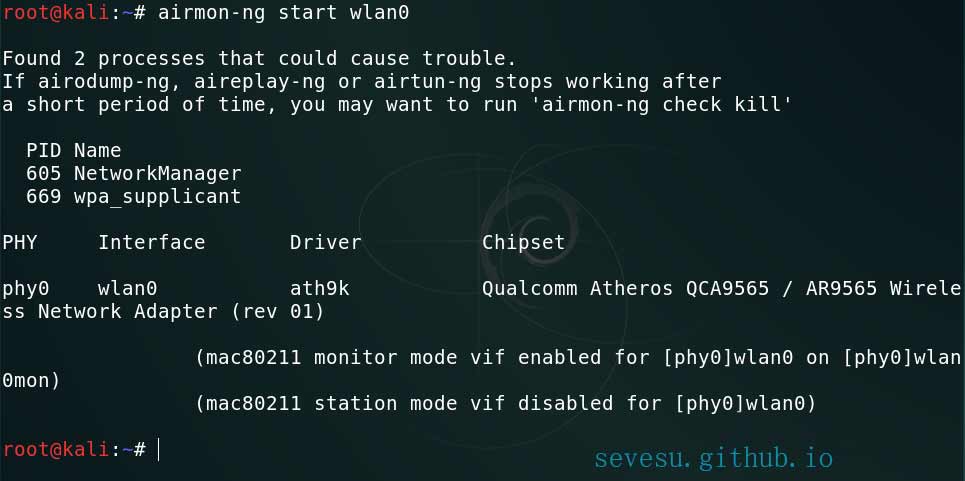 root@kali:~# airmon-ng start wlan0
Found 2 processes that could cause trouble.
If airodump-ng, aireplay-ng or airtun-ng stops working after
a short period of time, you may want to run 'airmon-ng check kill'
PID Name
605 NetworkManager
669 wpa_supplicant
PHY Interface Driver Chipset
phy0 wlan0 ath9k Qualcomm Atheros QCA9565 / AR9565 Wirele
ss Network Adapter (rev 01)
(mac80211 monitor mode vif enabled for [phy0]wlan0 on [phy0]wlan
0mon)
(mac80211 station mode vif disabled for [phy0]wlan0)
root@kali:~#
sevesu.github.io